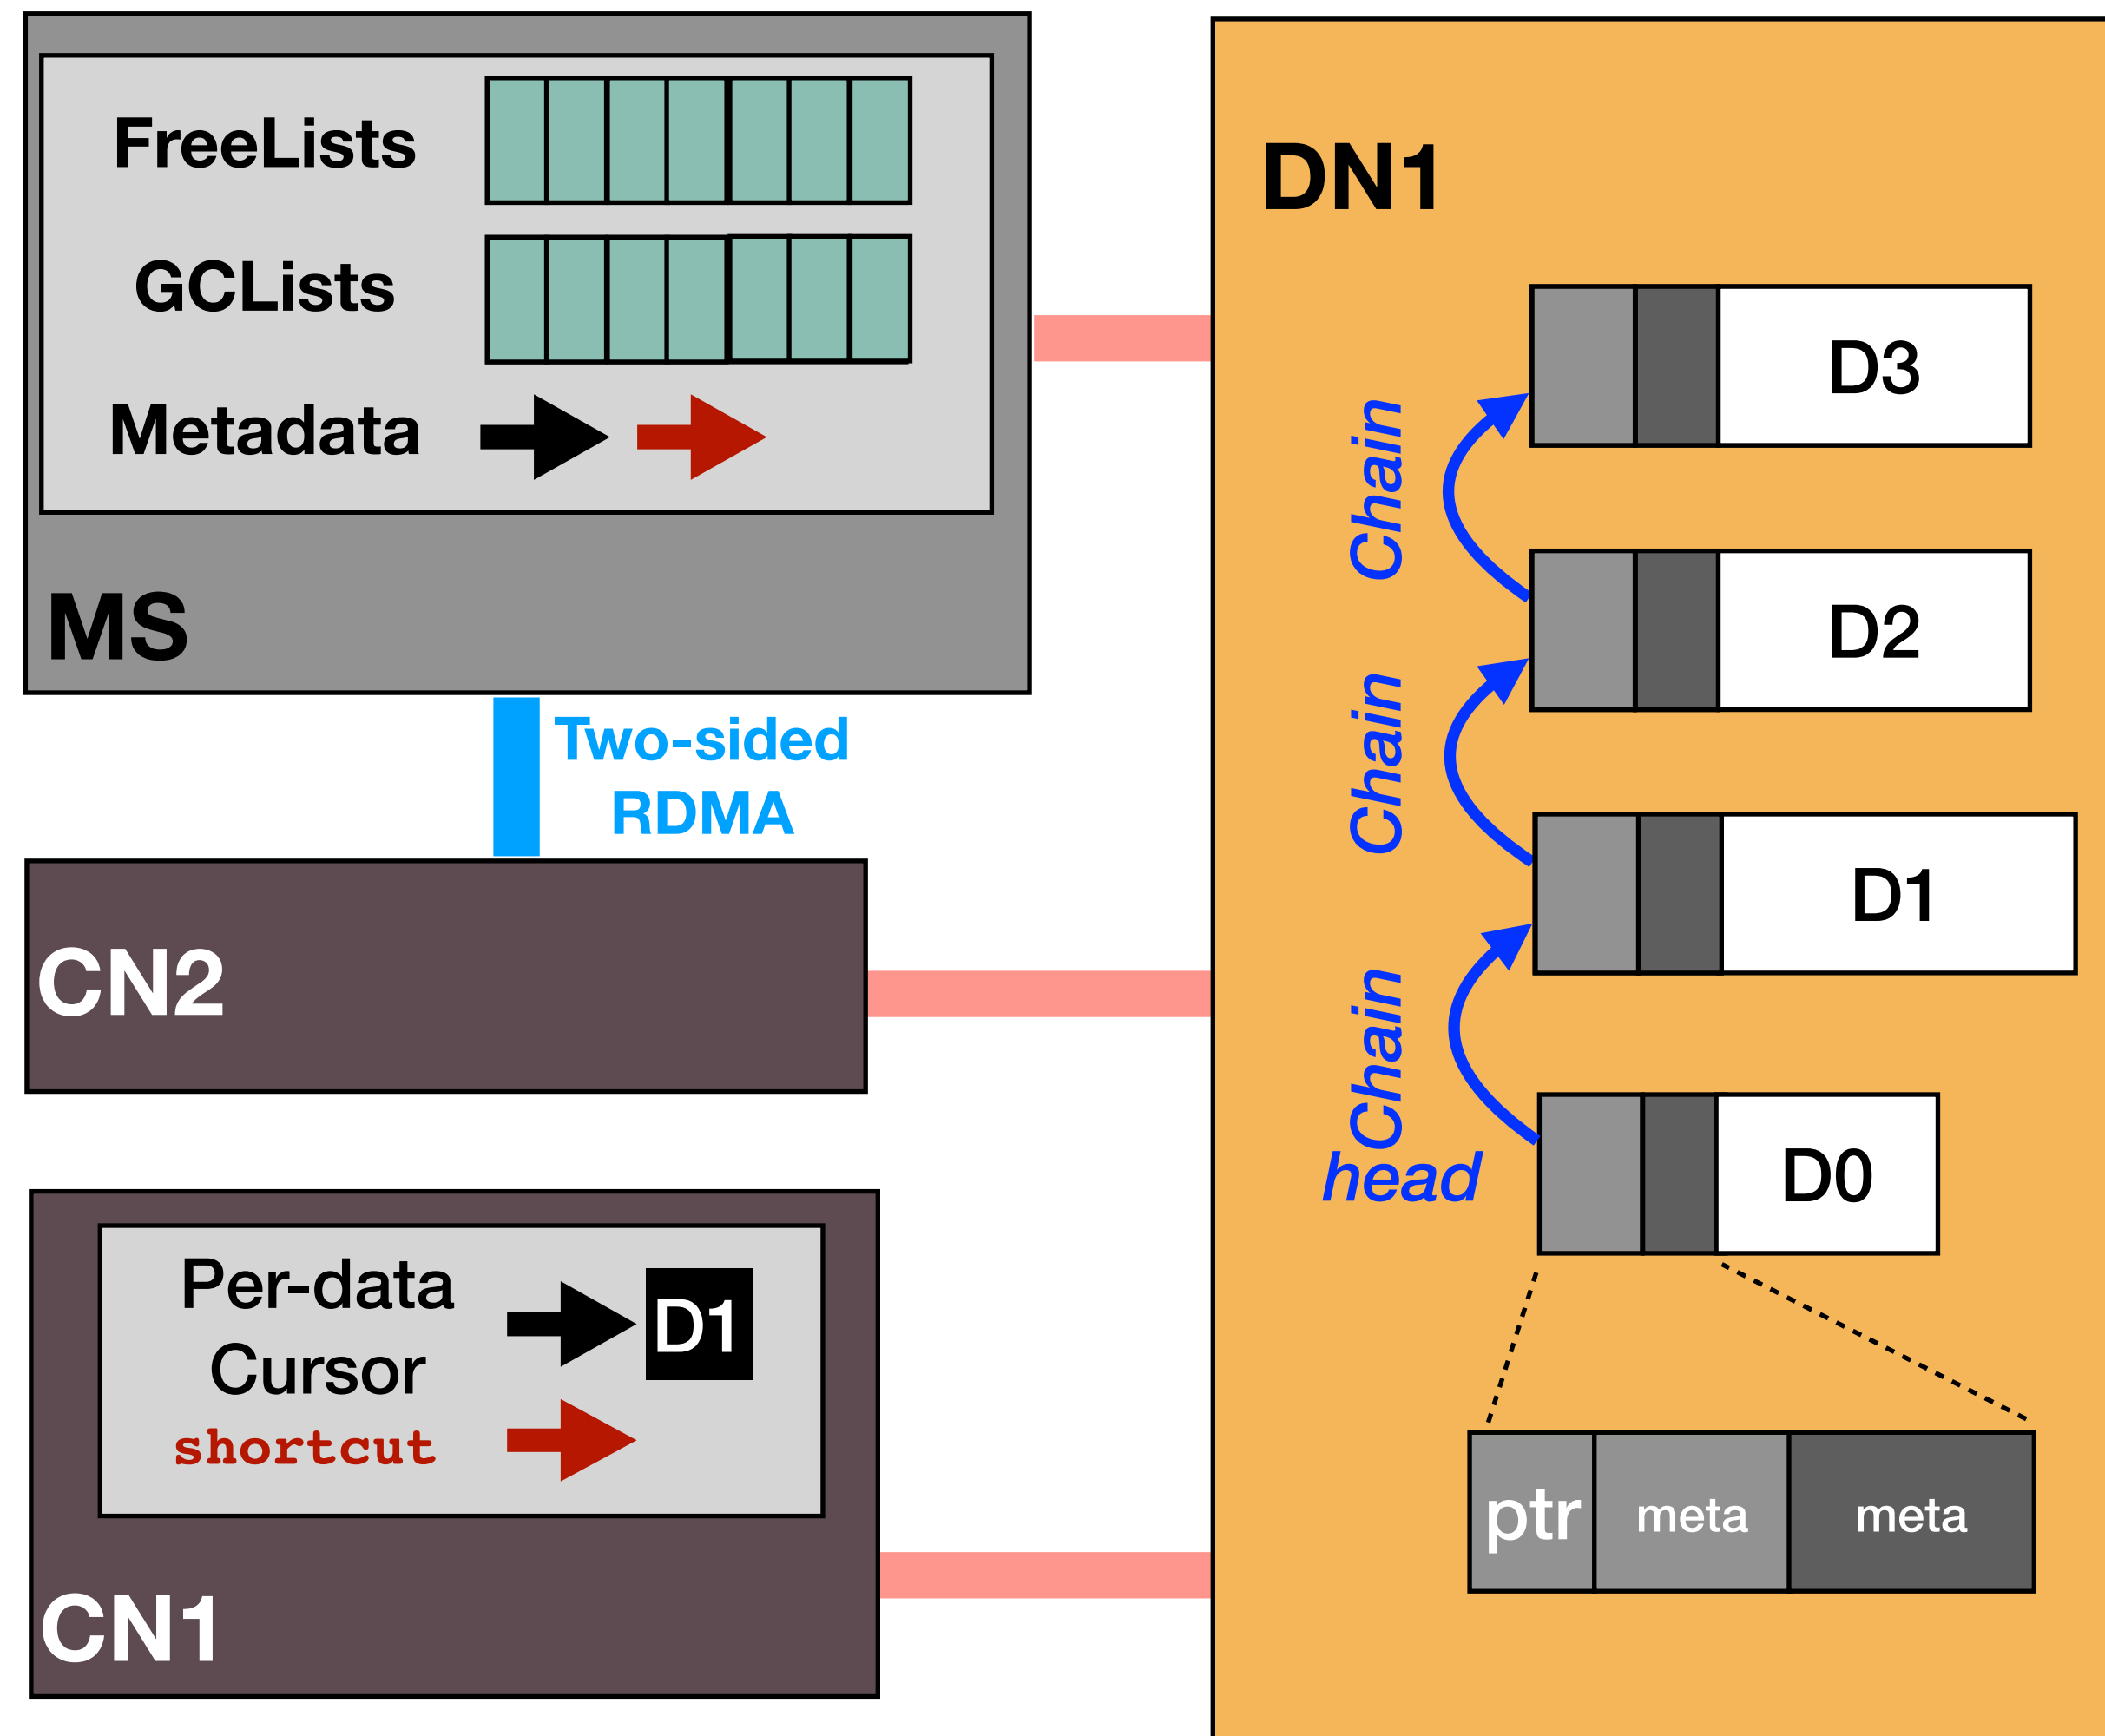 FreeLists
GCLists
Metadata
MS
Two-sided
RDMA
CN2
Per-data
Cursor
shortcut
D1
CN1
DN1
D3
Chain
D2
Chain
D1
Chain
head
D0
ptr
meta
meta